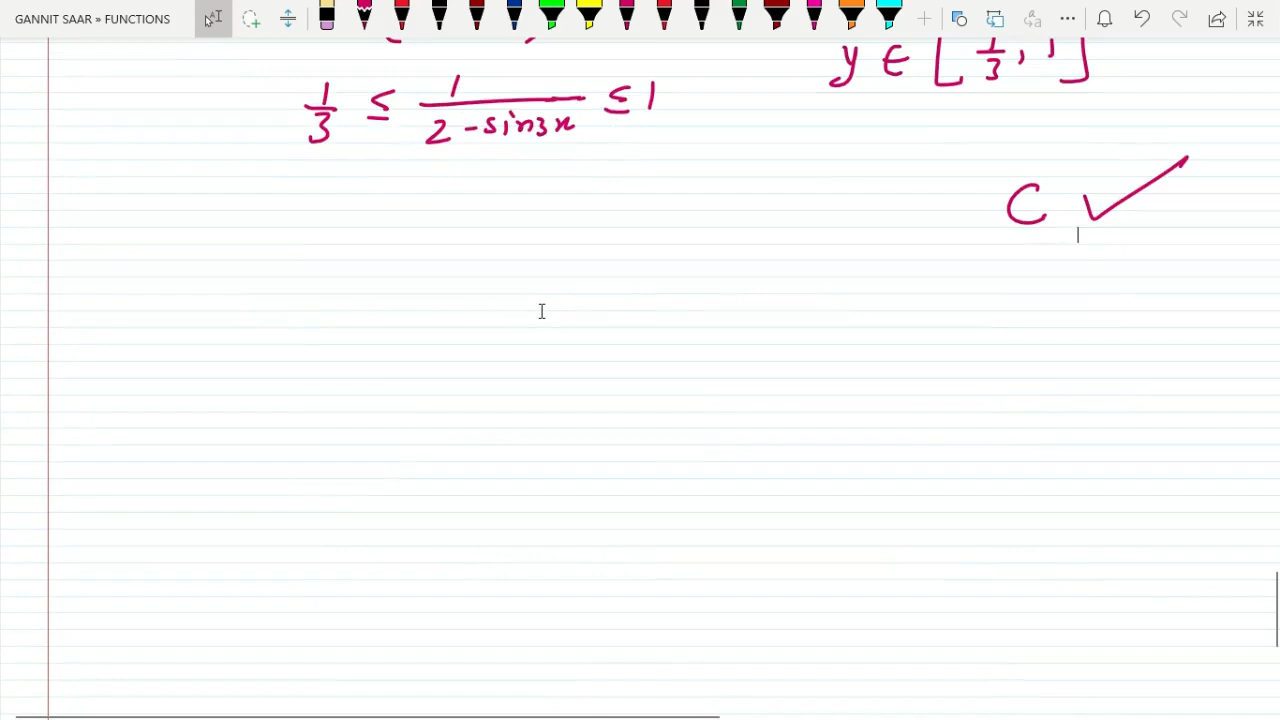 GANNIT SAAR » FUNCTIONS
y ∈ [1/3, 1]
1/3 ≤ 1/(2 - sin3x) ≤ 1
C ✓